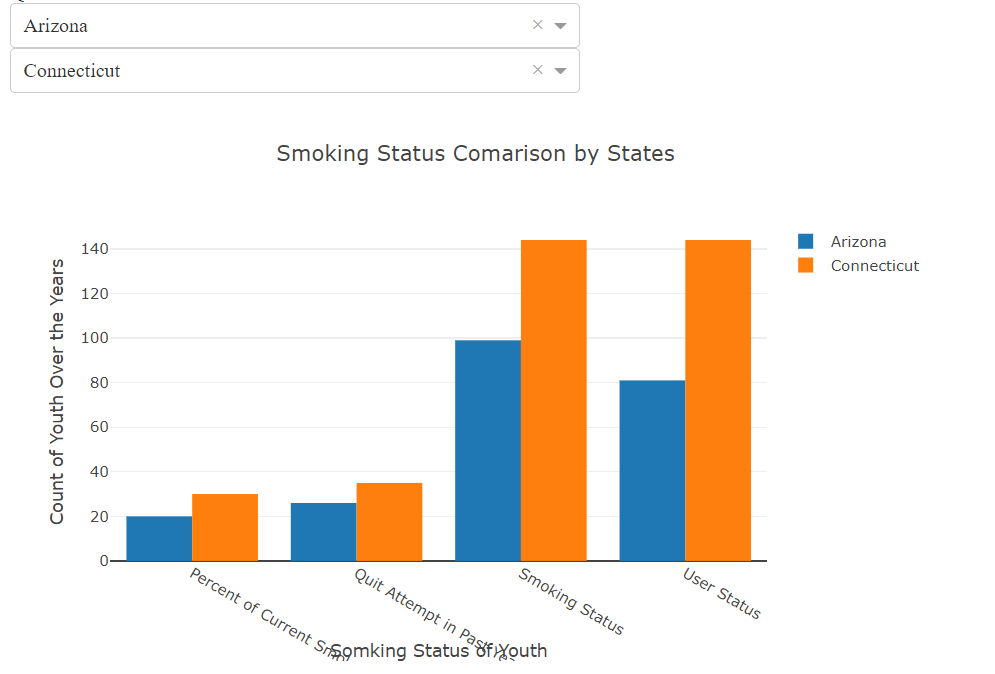 Arizona
Connecticut
Smoking Status Comarison by States
Count of Youth Over the Years
140
120
100
80
60
40
20
0
Arizona
Connecticut
Percent of Current
Quit Attempt in Past
Smoking Status
User Status
Somking Status of Youth